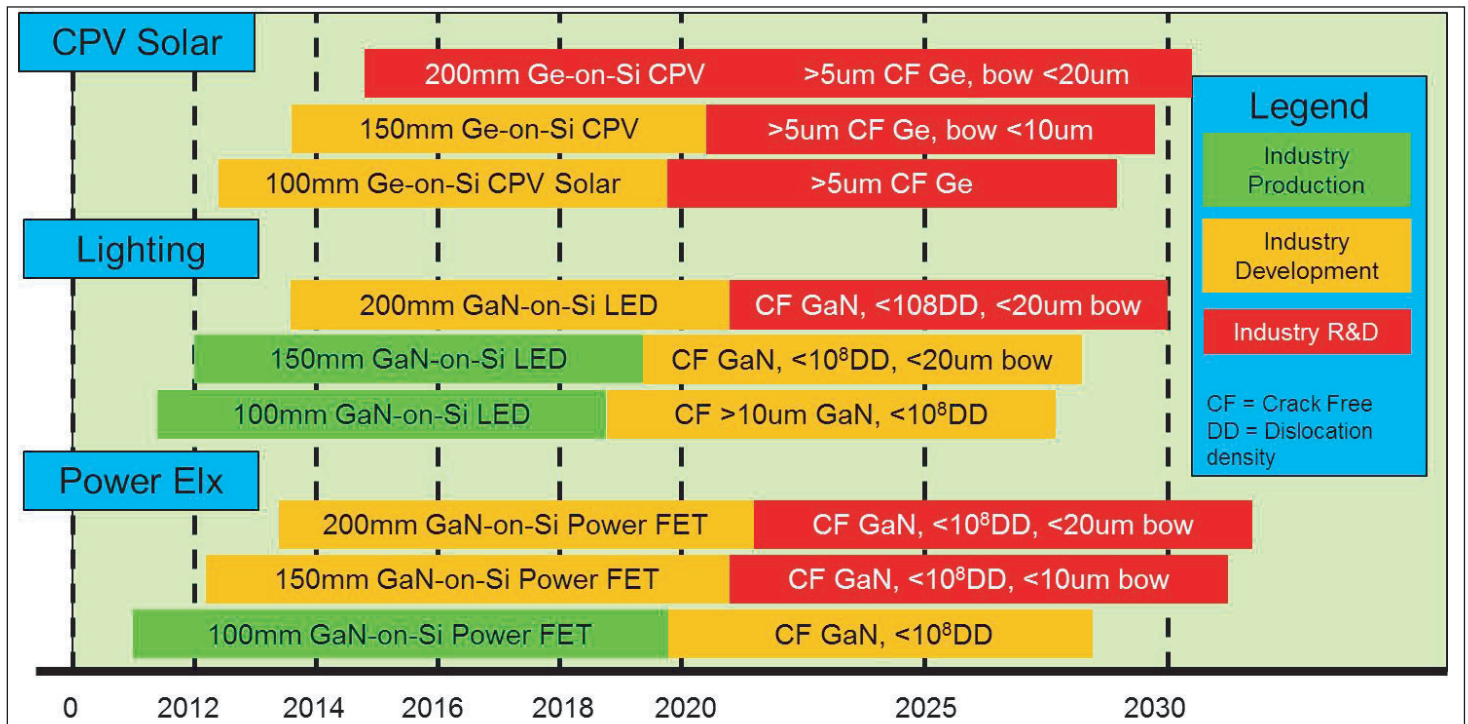 CPV Solar
200mm Ge-on-Si CPV >5um CF Ge, bow <20um
150mm Ge-on-Si CPV >5um CF Ge, bow <10um
100mm Ge-on-Si CPV Solar >5um CF Ge
Lighting
200mm GaN-on-Si LED CF GaN, <108DD, <20um bow
150mm GaN-on-Si LED CF GaN, <10⁸DD, <20um bow
100mm GaN-on-Si LED CF >10um GaN, <10⁸DD
Power Elx
200mm GaN-on-Si Power FET CF GaN, <10⁸DD, <20um bow
150mm GaN-on-Si Power FET CF GaN, <10⁸DD, <10um bow
100mm GaN-on-Si Power FET CF GaN, <10⁸DD
Legend
Industry
Production
Industry
Development
Industry R&D
CF = Crack Free
DD = Dislocation
density
0 2012 2014 2016 2018 2020 2025 2030